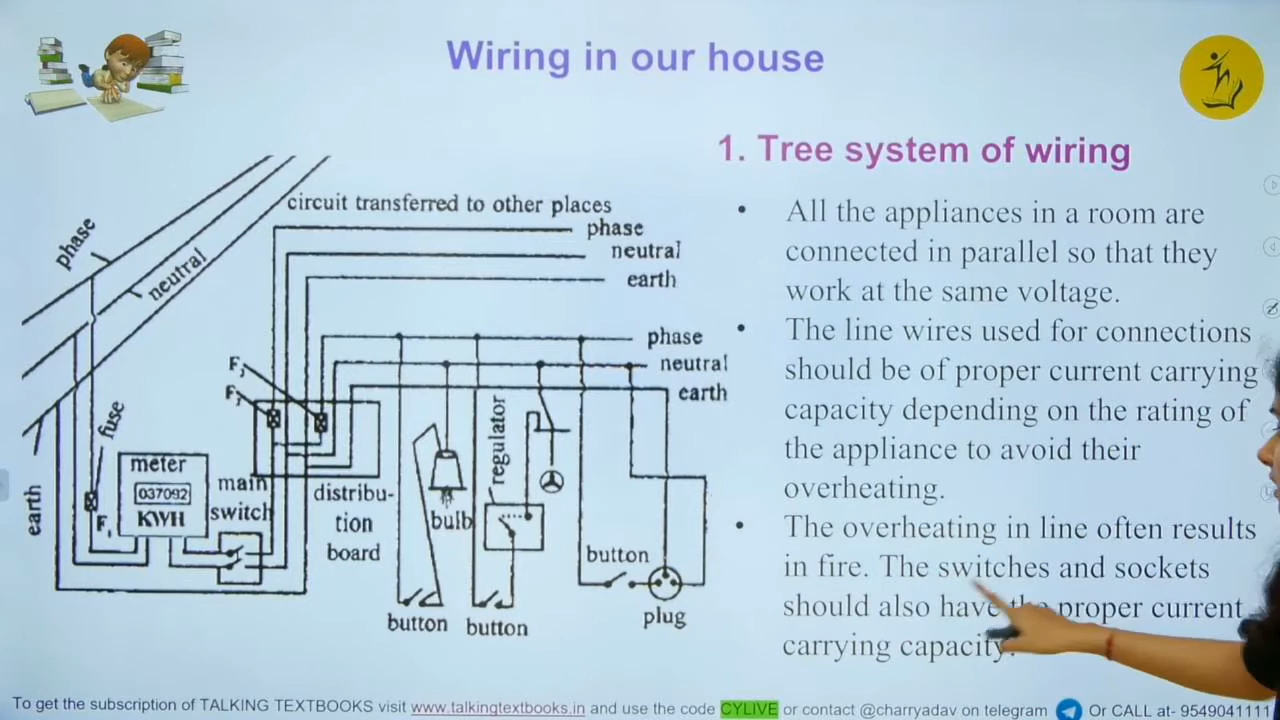 Wiring in our house
1. Tree system of wiring
circuit transferred to other places
phase
neutral
earth
phase
neutral
phase
neutral
earth
F3
F2
fuse
earth
F1
meter
037092
KWH
main
switch
distribu-
tion
board
bulb
regulator
button
button
button
plug
• All the appliances in a room are
connected in parallel so that they
work at the same voltage.
• The line wires used for connections
should be of proper current carrying
capacity depending on the rating of
the appliance to avoid their
overheating.
• The overheating in line often results
in fire. The switches and sockets
should also have the proper current
carrying capacity.
To get the subscription of TALKING TEXTBOOKS visit www.talkingtextbooks.in and use the code CYLIVE or contact @charryadav on telegram Or CALL at- 9549041111